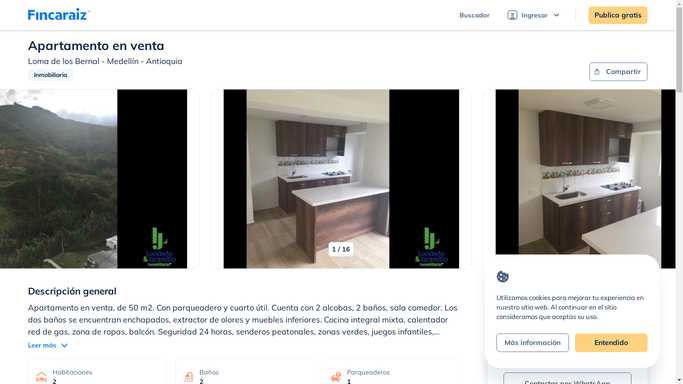 Fincaraiz
Buscador
Ingresar
Publica gratis
Apartamento en venta
Loma de los Bernal - Medellín - Antioquia
Inmobiliaria
Compartir
1 / 16
Descripción general
Apartamento en venta, de 50 m2. Con parqueadero y cuarto útil. Cuenta con 2 alcobas, 2 baños, sala comedor. Los
dos baños se encuentran enchapados, extractor de olores y muebles inferiores. Cocina integral mixta, calentador
red de gas, zona de ropas, balcón. Seguridad 24 horas, senderos peatonales, zonas verdes, juegos infantiles,...
Leer más
Habitaciones
2
Baños
2
Parqueaderos
1
Utilizamos cookies para mejorar tu experiencia en
nuestro sitio web. Al continuar en el sitio
consideramos que aceptas su uso.
Más información
Entendido
Contactar por WhatsApp